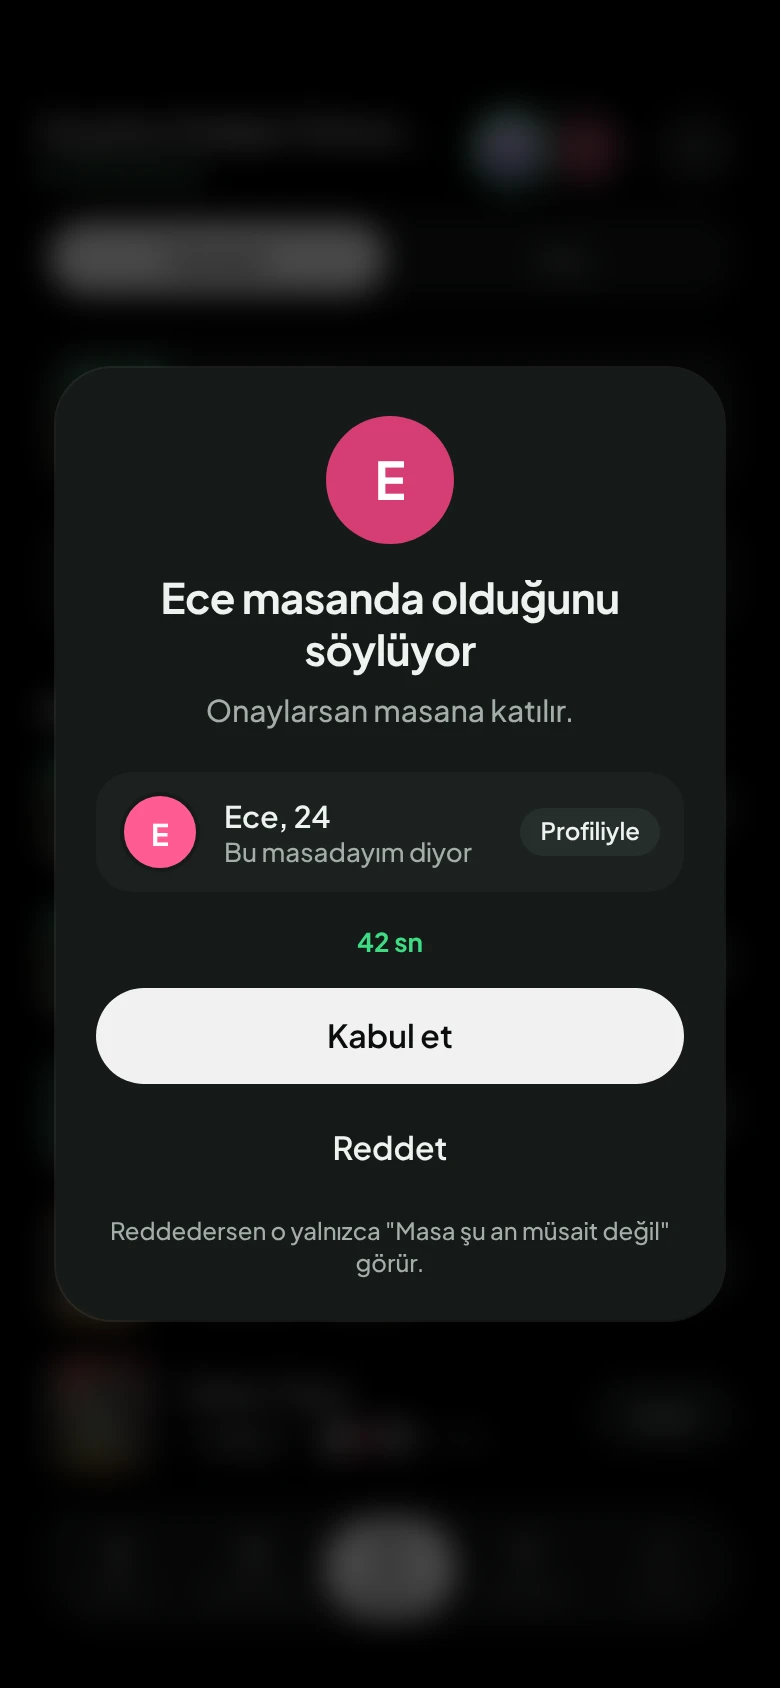 E
Ece masanda olduğunu
söylüyor
Onaylarsan masana katılır.
E
Ece, 24
Bu masadayım diyor
Profiliyle
42 sn
Kabul et
Reddet
Reddedersen o yalnızca "Masa şu an müsait değil"
görür.